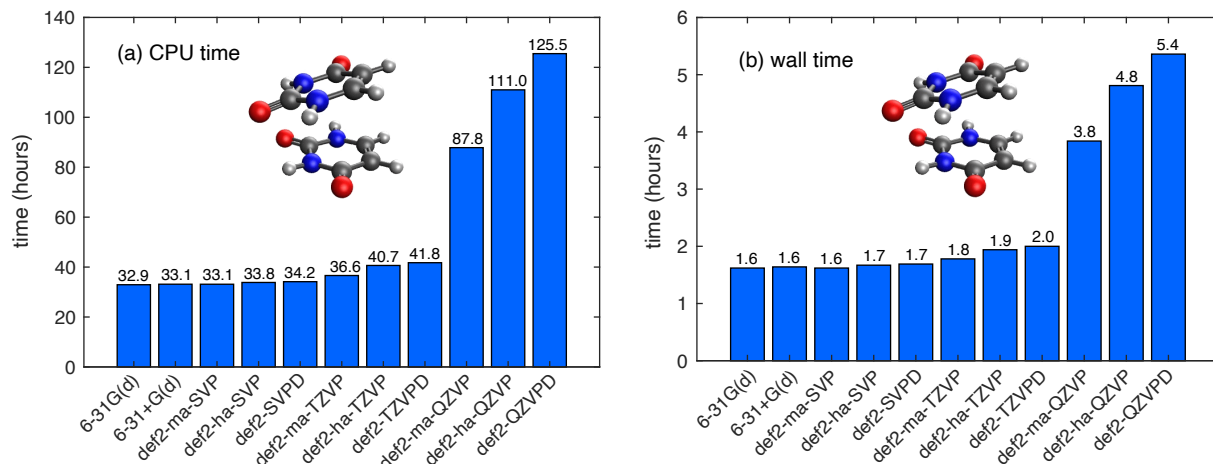 (a) CPU time
time (hours)
140
120
100
80
60
40
20
0
32.9
33.1
33.1
33.8
34.2
36.6
40.7
41.8
87.8
111.0
125.5
6-31G(d)
6-31+G(d)
def2-ma-SVP
def2-ha-SVP
def2-SVPD
def2-ma-TZVP
def2-ha-TZVP
def2-TZVPD
def2-ma-QZVP
def2-ha-QZVP
def2-QZVPD
(b) wall time
time (hours)
6
5
4
3
2
1
0
1.6
1.6
1.6
1.7
1.7
1.8
1.9
2.0
3.8
4.8
5.4
6-31G(d)
6-31+G(d)
def2-ma-SVP
def2-ha-SVP
def2-SVPD
def2-ma-TZVP
def2-ha-TZVP
def2-TZVPD
def2-ma-QZVP
def2-ha-QZVP
def2-QZVPD